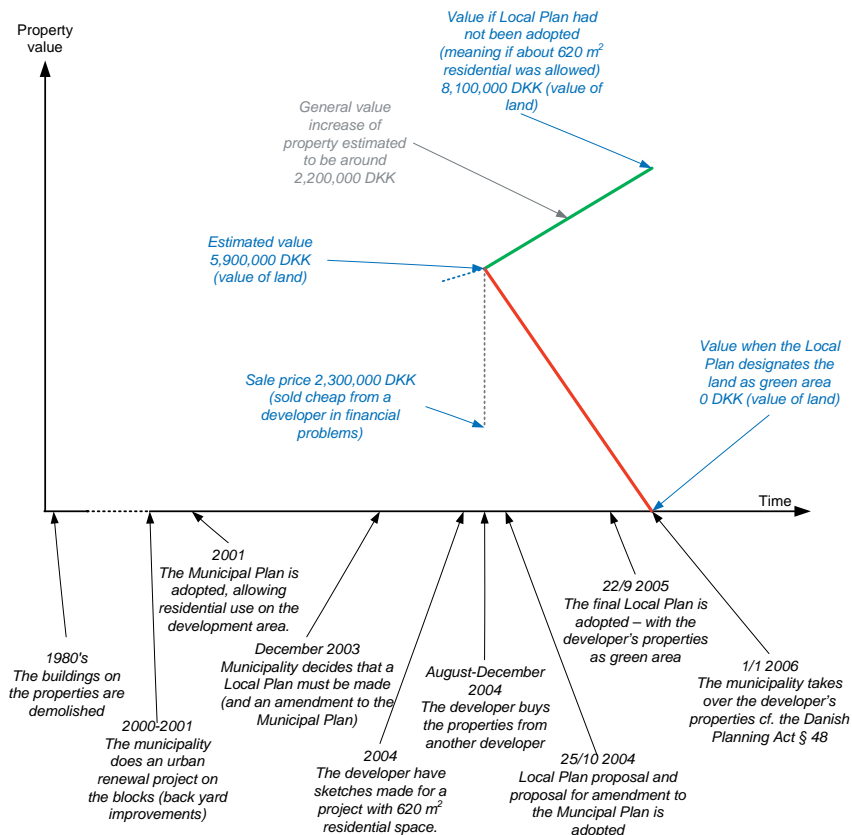 Property
value
Value if Local Plan had
not been adopted
(meaning if about 620 m²
residential was allowed)
8,100,000 DKK (value of
land)
General value
increase of
property estimated
to be around
2,200,000 DKK
Estimated value
5,900,000 DKK
(value of land)
Sale price 2,300,000 DKK
(sold cheap from a
developer in financial
problems)
Value when the Local
Plan designates the
land as green area
0 DKK (value of land)
Time
1980's
The buildings on
the properties are
demolished
2000-2001
The municipality
does an urban
renewal project on
the blocks (back yard
improvements)
2001
The Municipal Plan is
adopted, allowing
residential use on the
development area.
December 2003
Municipality decides that a
Local Plan must be made
(and an amendment to the
Municipal Plan)
2004
The developer have
sketches made for a
project with 620 m²
residential space.
August-December
2004
The developer buys
the properties from
another developer
25/10 2004
Local Plan proposal and
proposal for amendment to
the Muncipal Plan is
adopted
22/9 2005
The final Local Plan is
adopted – with the
developer's properties
as green area
1/1 2006
The municipality takes
over the developer's
properties cf. the Danish
Planning Act § 48